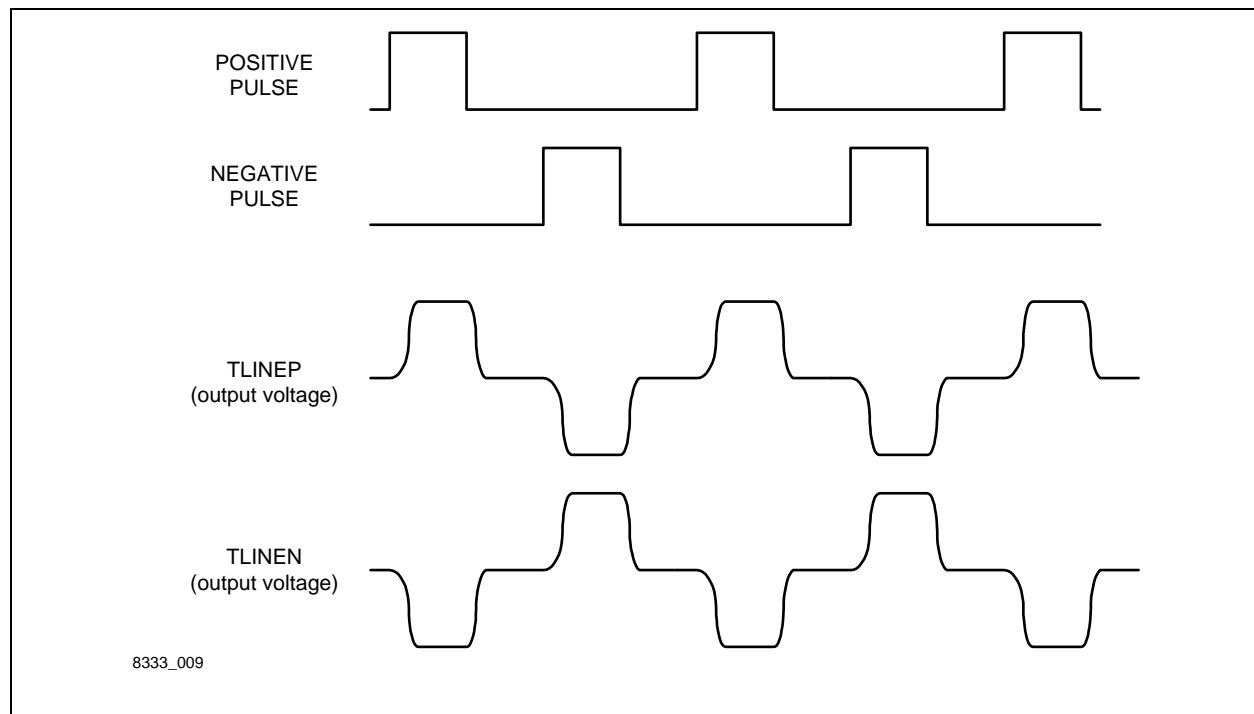 POSITIVE
PULSE
NEGATIVE
PULSE
TLINEP
(output voltage)
TLINEN
(output voltage)
8333_009